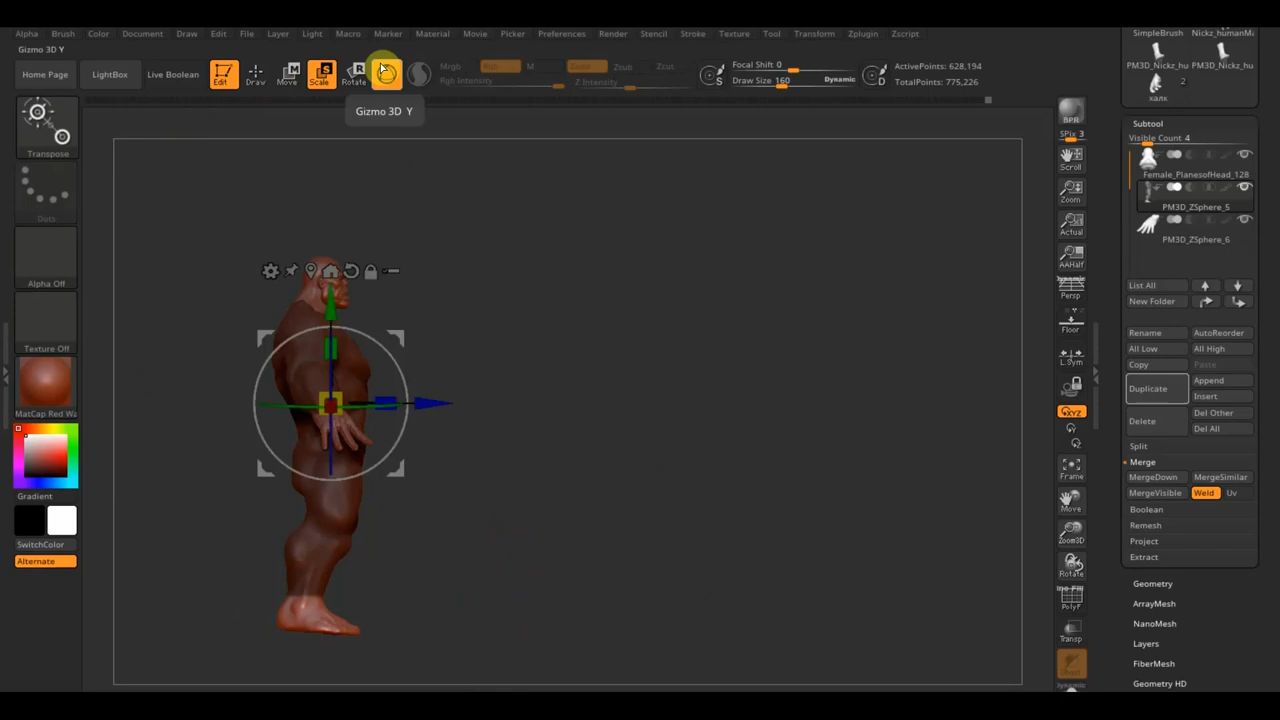 Alpha Brush Color Document Draw Edit File Layer Light Macro Marker Material Movie Picker Preferences Render Stencil Stroke Texture Tool Transform Zplugin Zscript
Gizmo 3D Y
Home Page LightBox Live Boolean Edit Draw Move Scale Rotate
Mrgb Rgb M Zsub Zcut
Rgb Intensity Z Intensity
S Focal Shift 0
Draw Size 160 Dynamic
D ActivePoints: 628,194
TotalPoints: 775,226
Gizmo 3D Y
Transpose
Dots
Alpha Off
Texture Off
MatCap Red Wa
Gradient
SwitchColor
Alternate
BPR
SPix 3
Scroll
Zoom
Actual
AAHalf
Dynamic
Persp
Floor
L.Sym
XYZ
Frame
Move
Zoom3D
Rotate
PolyF
Transp
Dynamic
SimpleBrush Nickz_humanMa
PM3D_Nickz_hu PM3D_Nickz_hu
2
халк
Subtool
Visible Count 4
Female_PlanesofHead_128
PM3D_ZSphere_5
PM3D_ZSphere_6
List All
New Folder
Rename AutoReorder
All Low All High
Copy Paste
Duplicate Append
Insert
Delete Del Other
Del All
Split
Merge
MergeDown MergeSimilar
MergeVisible Weld Uv
Boolean
Remesh
Project
Extract
Geometry
ArrayMesh
NanoMesh
Layers
FiberMesh
Geometry HD